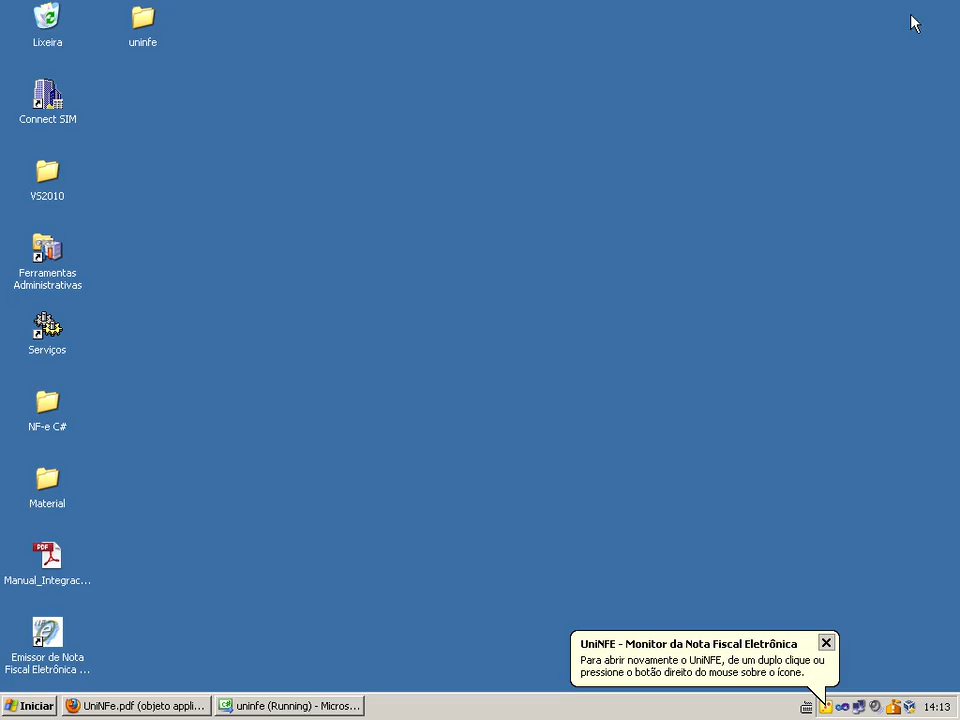 Lixeira
uninfe
Connect SIM
VS2010
Ferramentas
Administrativas
Serviços
NF-e C#
Material
Manual_Integrac...
Emissor de Nota
Fiscal Eletrônica ...
UniNFE - Monitor da Nota Fiscal Eletrônica
Para abrir novamente o UniNFE, de um duplo clique ou
pressione o botão direito do mouse sobre o ícone.
Iniciar
UniNFe.pdf (objeto appli...
uninfe (Running) - Micros...
14:13